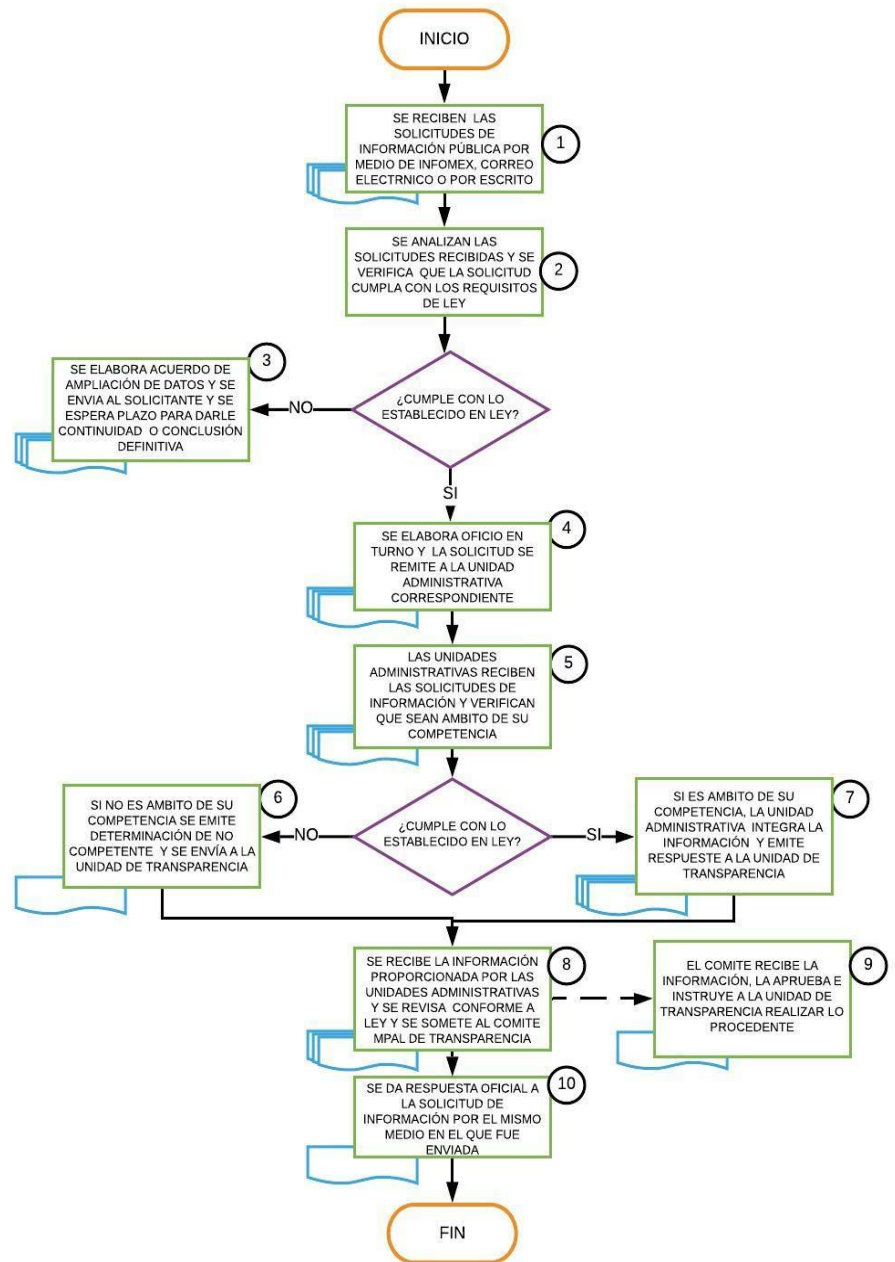 INICIO
SE RECIBEN LAS
SOLICITUDES DE
INFORMACIÓN PÚBLICA POR
MEDIO DE INFOMEX, CORREO
ELECTRNICO O POR ESCRITO
1
SE ANALIZAN LAS
SOLICITUDES RECIBIDAS Y SE
VERIFICA QUE LA SOLICITUD
CUMPLA CON LOS REQUISITOS
DE LEY
2
¿CUMPLE CON LO
ESTABLECIDO EN LEY?
NO
SE ELABORA ACUERDO DE
AMPLIACIÓN DE DATOS Y SE
ENVIA AL SOLICITANTE Y SE
ESPERA PLAZO PARA DARLE
CONTINUIDAD O CONCLUSIÓN
DEFINITIVA
3
SI
SE ELABORA OFICIO EN
TURNO Y LA SOLICITUD SE
REMITE A LA UNIDAD
ADMINISTRATIVA
CORRESPONDIENTE
4
LAS UNIDADES
ADMINISTRATIVAS RECIBEN
LAS SOLICITUDES DE
INFORMACIÓN Y VERIFICAN
QUE SEAN AMBITO DE SU
COMPETENCIA
5
¿CUMPLE CON LO
ESTABLECIDO EN LEY?
NO
SI NO ES AMBITO DE SU
COMPETENCIA SE EMITE
DETERMINACIÓN DE NO
COMPETENTE Y SE ENVÍA A LA
UNIDAD DE TRANSPARENCIA
6
SI
SI ES AMBITO DE SU
COMPETENCIA, LA UNIDAD
ADMINISTRATIVA INTEGRA LA
INFORMACIÓN Y EMITE
RESPUESTE A LA UNIDAD DE
TRANSPARENCIA
7
SE RECIBE LA INFORMACIÓN
PROPORCIONADA POR LAS
UNIDADES ADMINISTRATIVAS
Y SE REVISA CONFORME A
LEY Y SE SOMETE AL COMITE
MPAL DE TRANSPARENCIA
8
EL COMITE RECIBE LA
INFORMACIÓN, LA APRUEBA E
INSTRUYE A LA UNIDAD DE
TRANSPARENCIA REALIZAR LO
PROCEDENTE
9
SE DA RESPUESTA OFICIAL A
LA SOLICITUD DE
INFORMACIÓN POR EL MISMO
MEDIO EN EL QUE FUE
ENVIADA
10
FIN